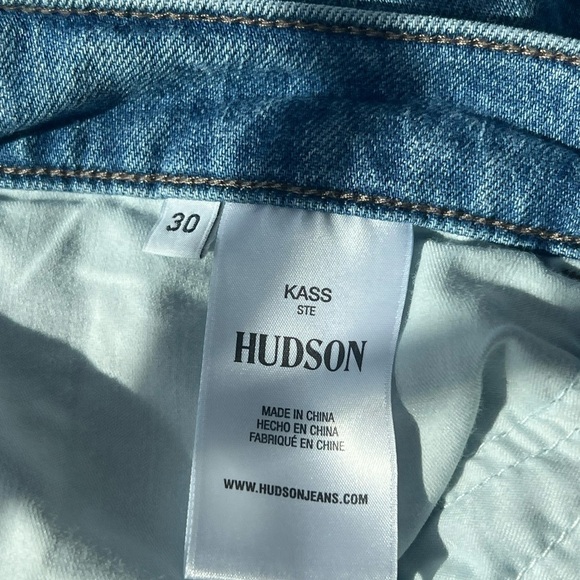 30
KASS
STE
HUDSON
MADE IN CHINA
HECHO EN CHINA
FABRIQUÉ EN CHINE
WWW.HUDSONJEANS.COM